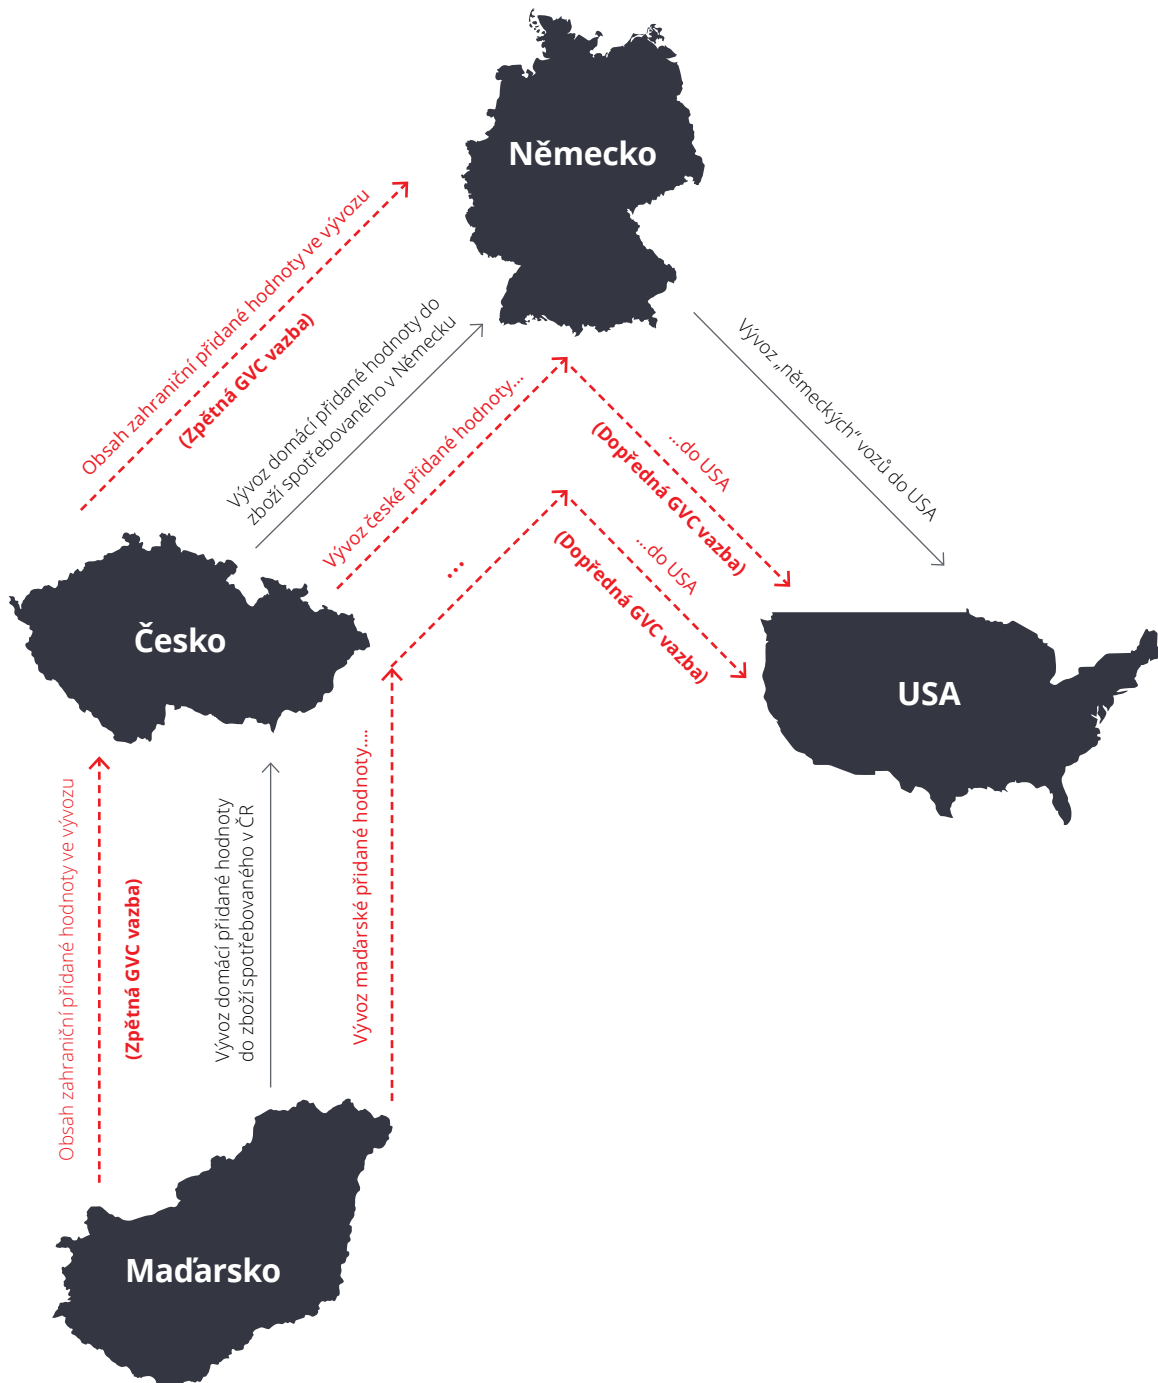 Německo
Obsah zahraniční přidané hodnoty ve vývozu
(Zpětná GVC vazba)
Vývoz domácí přidané hodnoty do
zboží spotřebovaného v Německu
Vývoz české přidané hodnoty...
...do USA
(Dopředná GVC vazba)
Vývoz „německých“ vozů do USA
...
...do USA
(Dopředná GVC vazba)
Česko
USA
Obsah zahraniční přidané hodnoty ve vývozu
(Zpětná GVC vazba)
Vývoz domácí přidané hodnoty
do zboží spotřebovaného v ČR
Vývoz maďarské přidané hodnoty....
Maďarsko